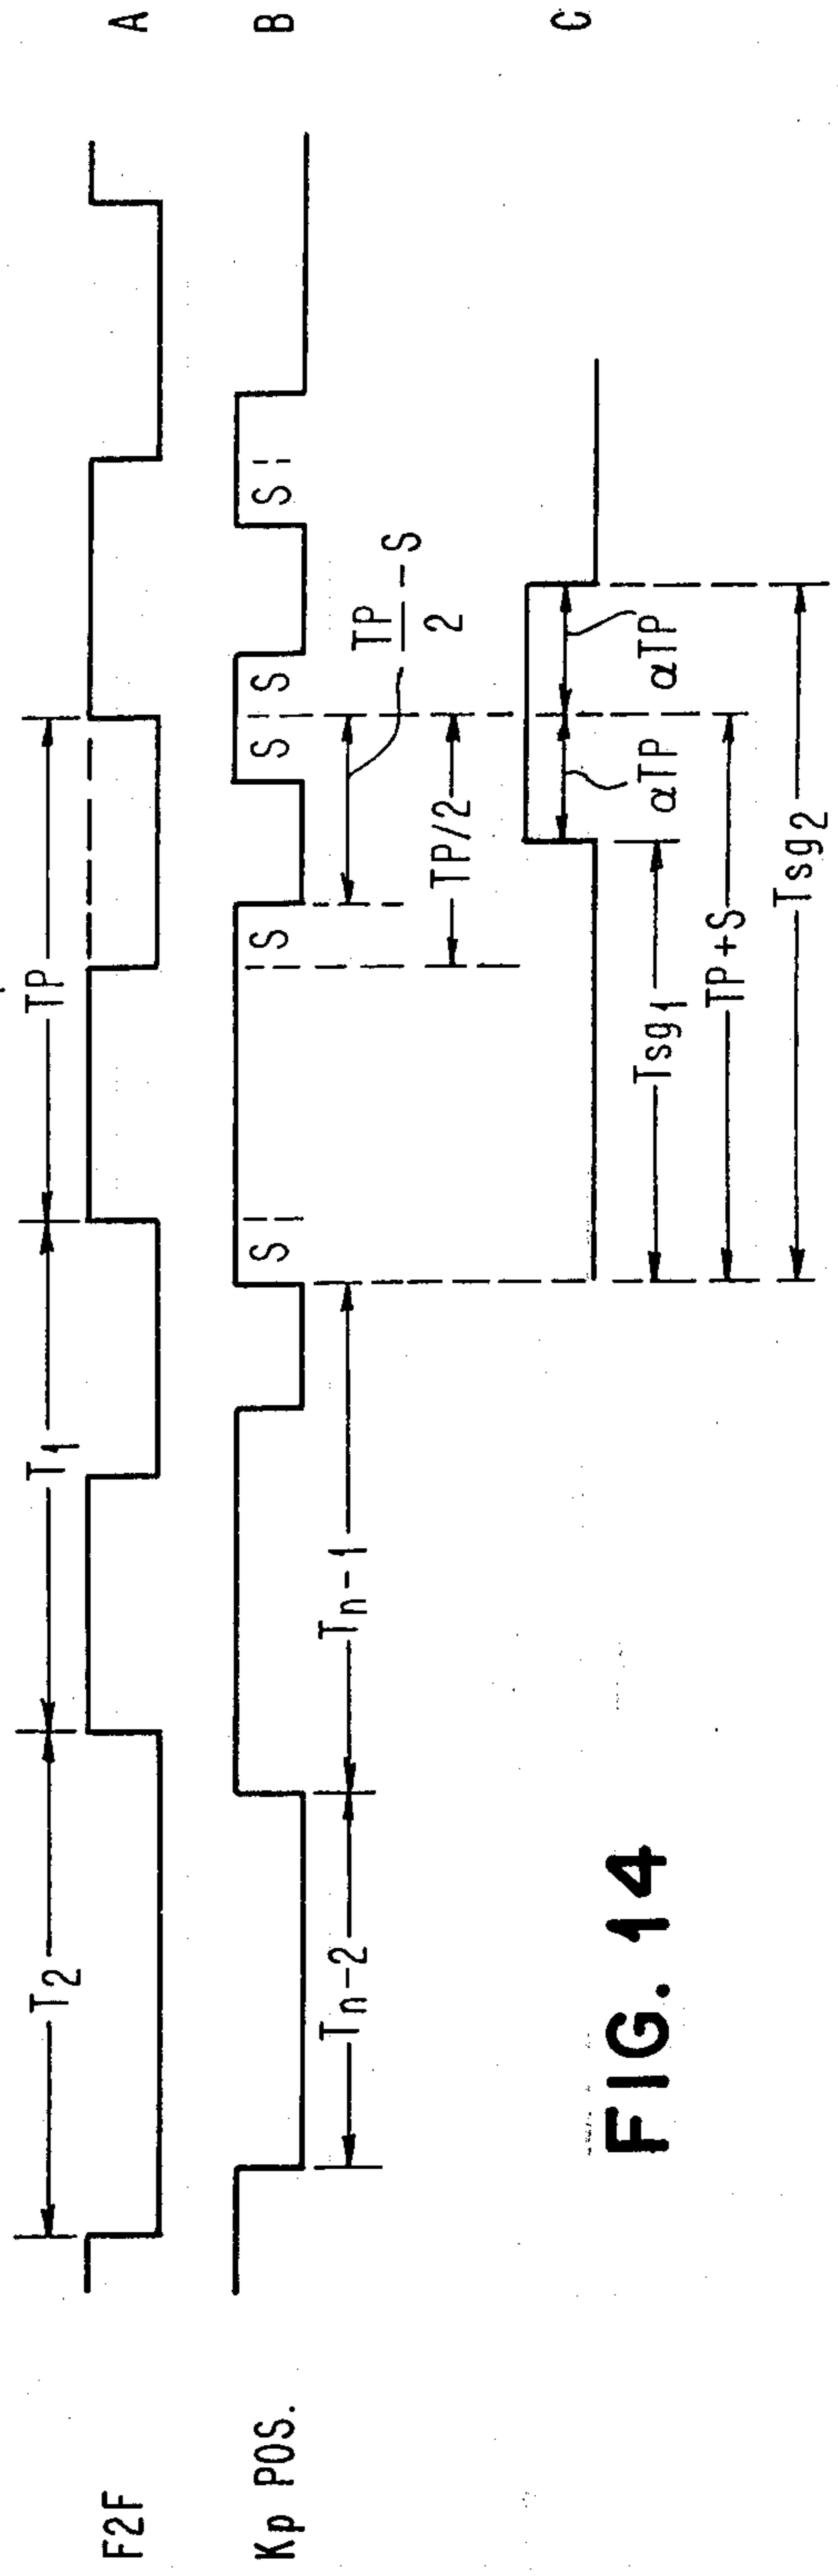 F2F
T2
T1
TP
A
Kp POS.
S
S
S
S
S
B
Tn-2
Tn-1
TP/2 - S
TP/2
C
αTP
αTP
Tsg1
TP+S
Tsg2
FIG. 14